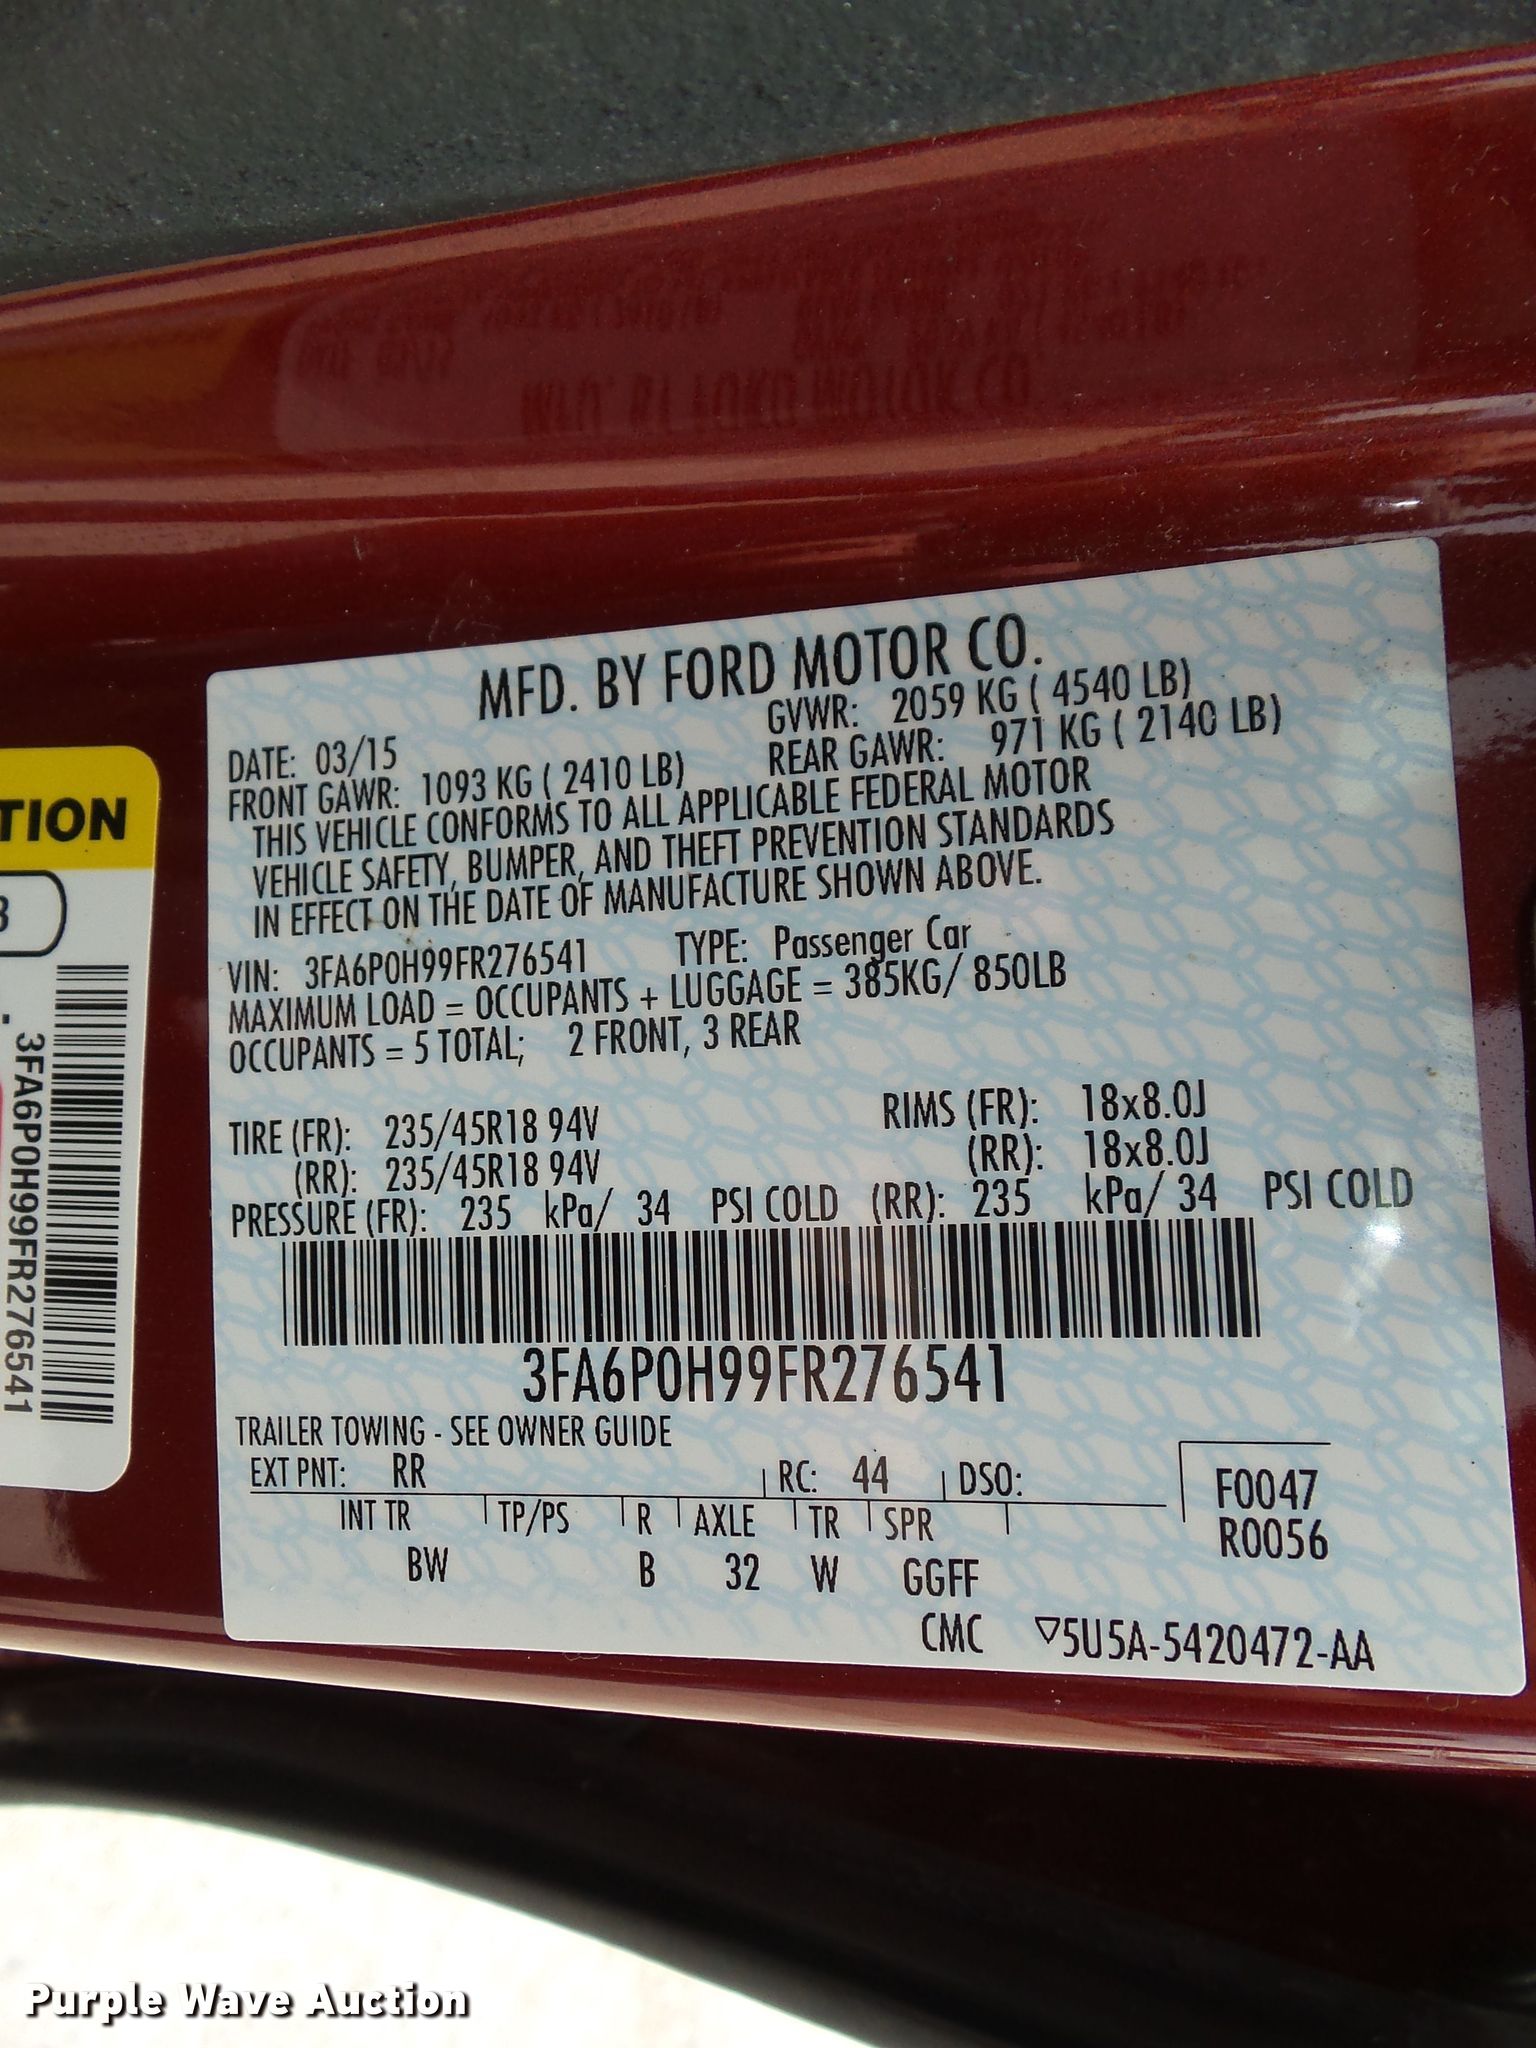 MFD. BY FORD MOTOR CO.
DATE: 03/15 GVWR: 2059 KG ( 4540 LB)
FRONT GAWR: 1093 KG ( 2410 LB) REAR GAWR: 971 KG ( 2140 LB)
THIS VEHICLE CONFORMS TO ALL APPLICABLE FEDERAL MOTOR
VEHICLE SAFETY, BUMPER, AND THEFT PREVENTION STANDARDS
IN EFFECT ON THE DATE OF MANUFACTURE SHOWN ABOVE.
VIN: 3FA6P0H99FR276541 TYPE: Passenger Car
MAXIMUM LOAD = OCCUPANTS + LUGGAGE = 385KG/ 850LB
OCCUPANTS = 5 TOTAL; 2 FRONT, 3 REAR
TIRE (FR): 235/45R18 94V RIMS (FR): 18x8.0J
(RR): 235/45R18 94V (RR): 18x8.0J
PRESSURE (FR): 235 kPa/ 34 PSI COLD (RR): 235 kPa/ 34 PSI COLD
3FA6P0H99FR276541
TRAILER TOWING - SEE OWNER GUIDE
EXT PNT: RR RC: 44 DSO: F0047
INT TR TP/PS R AXLE TR SPR R0056
BW B 32 W GGFF
CMC ▽5U5A-5420472-AA
TION
3FA6P0H99FR276541
Purple Wave Auction